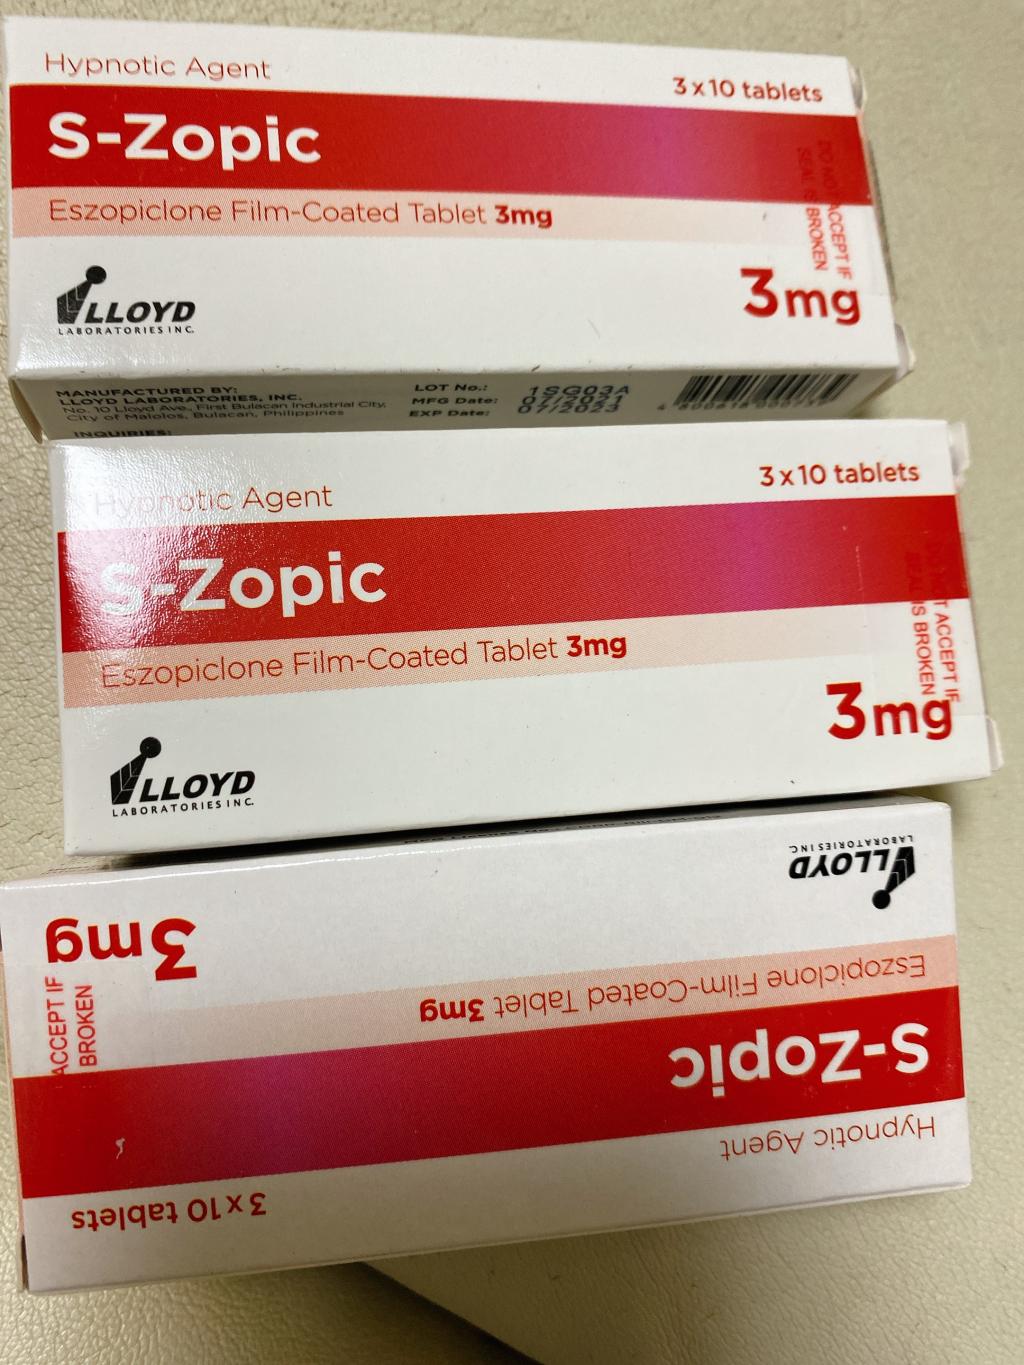 Hypnotic Agent
3 x 10 tablets
S-Zopic
Eszopiclone Film-Coated Tablet 3mg
DO NOT ACCEPT IF
SEAL IS BROKEN
3mg
LLOYD
LABORATORIES INC.
MANUFACTURED BY:
LLOYD LABORATORIES, INC.
No. 10 Lloyd Ave., First Bulacan Industrial City,
City of Malolos, Bulacan, Philippines
INQUIRIES:
LOT No.: 1SG03A
MFG Date: 07/2021
EXP Date: 07/2023
Hypnotic Agent
3 x 10 tablets
S-Zopic
Eszopiclone Film-Coated Tablet 3mg
ACCEPT IF
IS BROKEN
3mg
LLOYD
LABORATORIES INC.
3 x 10 tablets
Hypnotic Agent
S-Zopic
Eszopiclone Film-Coated Tablet 3mg
ACCEPT IF
BROKEN
3mg
LLOYD
LABORATORIES INC.